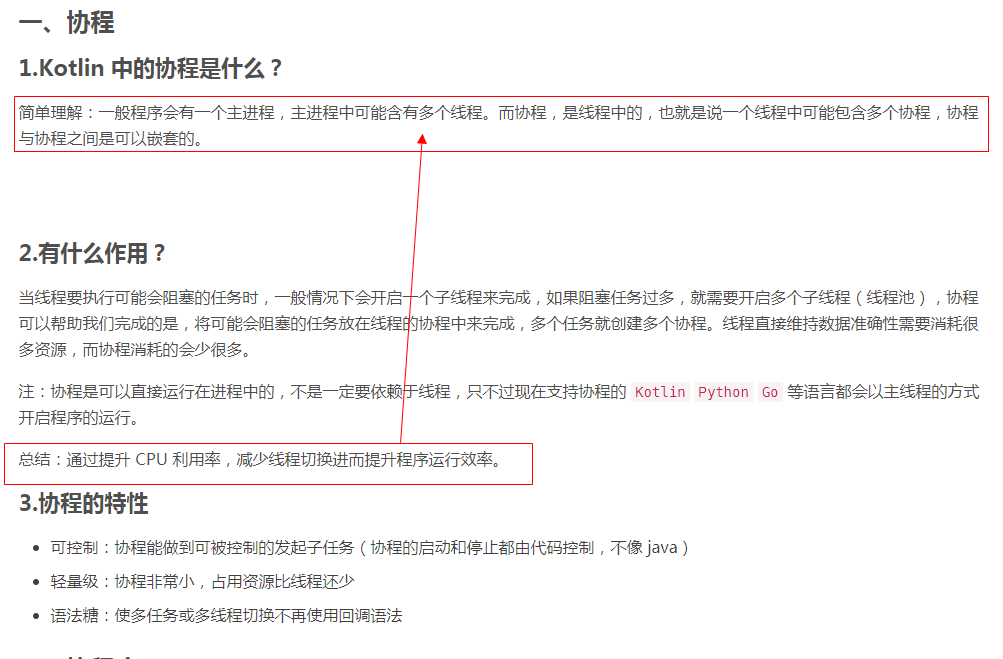 一、协程
1.Kotlin 中的协程是什么？
简单理解：一般程序会有一个主进程，主进程中可能含有多个线程。而协程，是线程中的，也就是说一个线程中可能包含多个协程，协程
与协程之间是可以嵌套的。
2.有什么作用？
当线程要执行可能会阻塞的任务时，一般情况下会开启一个子线程来完成，如果阻塞任务过多，就需要开启多个子线程（线程池），协程
可以帮助我们完成的是，将可能会阻塞的任务放在线程的协程中来完成，多个任务就创建多个协程。线程直接维持数据准确性需要消耗很
多资源，而协程消耗的会少很多。
注：协程是可以直接运行在进程中的，不是一定要依赖于线程，只不过现在支持协程的 Kotlin Python Go 等语言都会以主线程的方式
开启程序的运行。
总结：通过提升 CPU 利用率，减少线程切换进而提升程序运行效率。
3.协程的特性
• 可控制：协程能做到可被控制的发起子任务（协程的启动和停止都由代码控制，不像 java）
• 轻量级：协程非常小，占用资源比线程还少
• 语法糖：使多任务或多线程切换不再使用回调语法